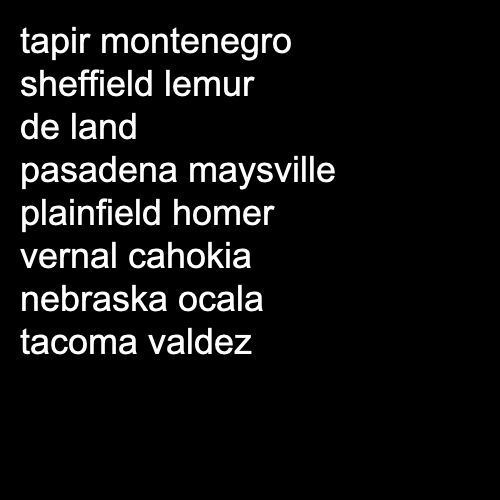 tapir montenegro
sheffield lemur
de land
pasadena maysville
plainfield homer
vernal cahokia
nebraska ocala
tacoma valdez